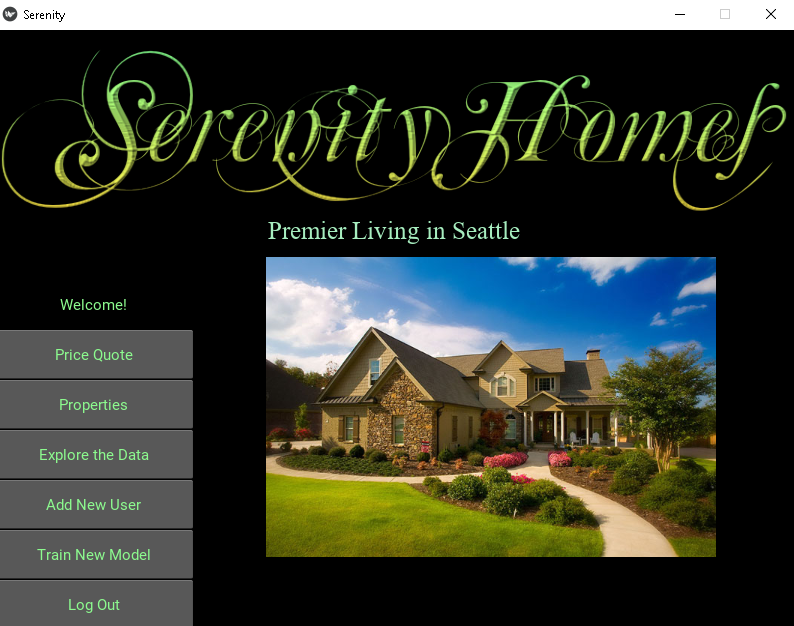 Serenity
Serenity Homes
Premier Living in Seattle
Welcome!
Price Quote
Properties
Explore the Data
Add New User
Train New Model
Log Out